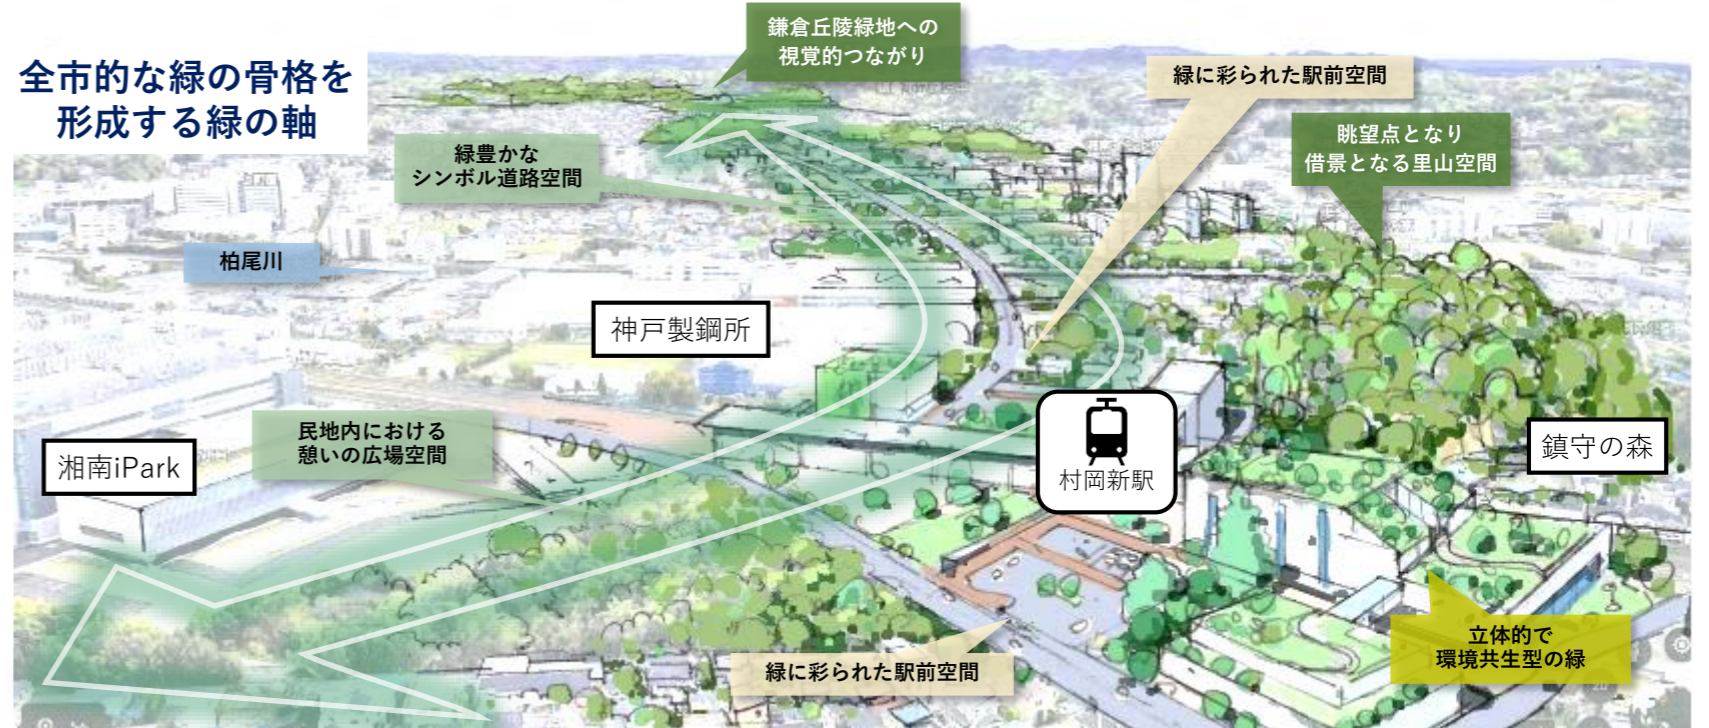 鎌倉丘陵緑地への
視覚的つながり
全市的な緑の骨格を
形成する緑の軸
緑に彩られた駅前空間
眺望点となり
借景となる里山空間
緑豊かな
シンボル道路空間
柏尾川
神戸製鋼所
民地内における
憩いの広場空間
湘南iPark
村岡新駅
鎮守の森
立体的で
環境共生型の緑
緑に彩られた駅前空間